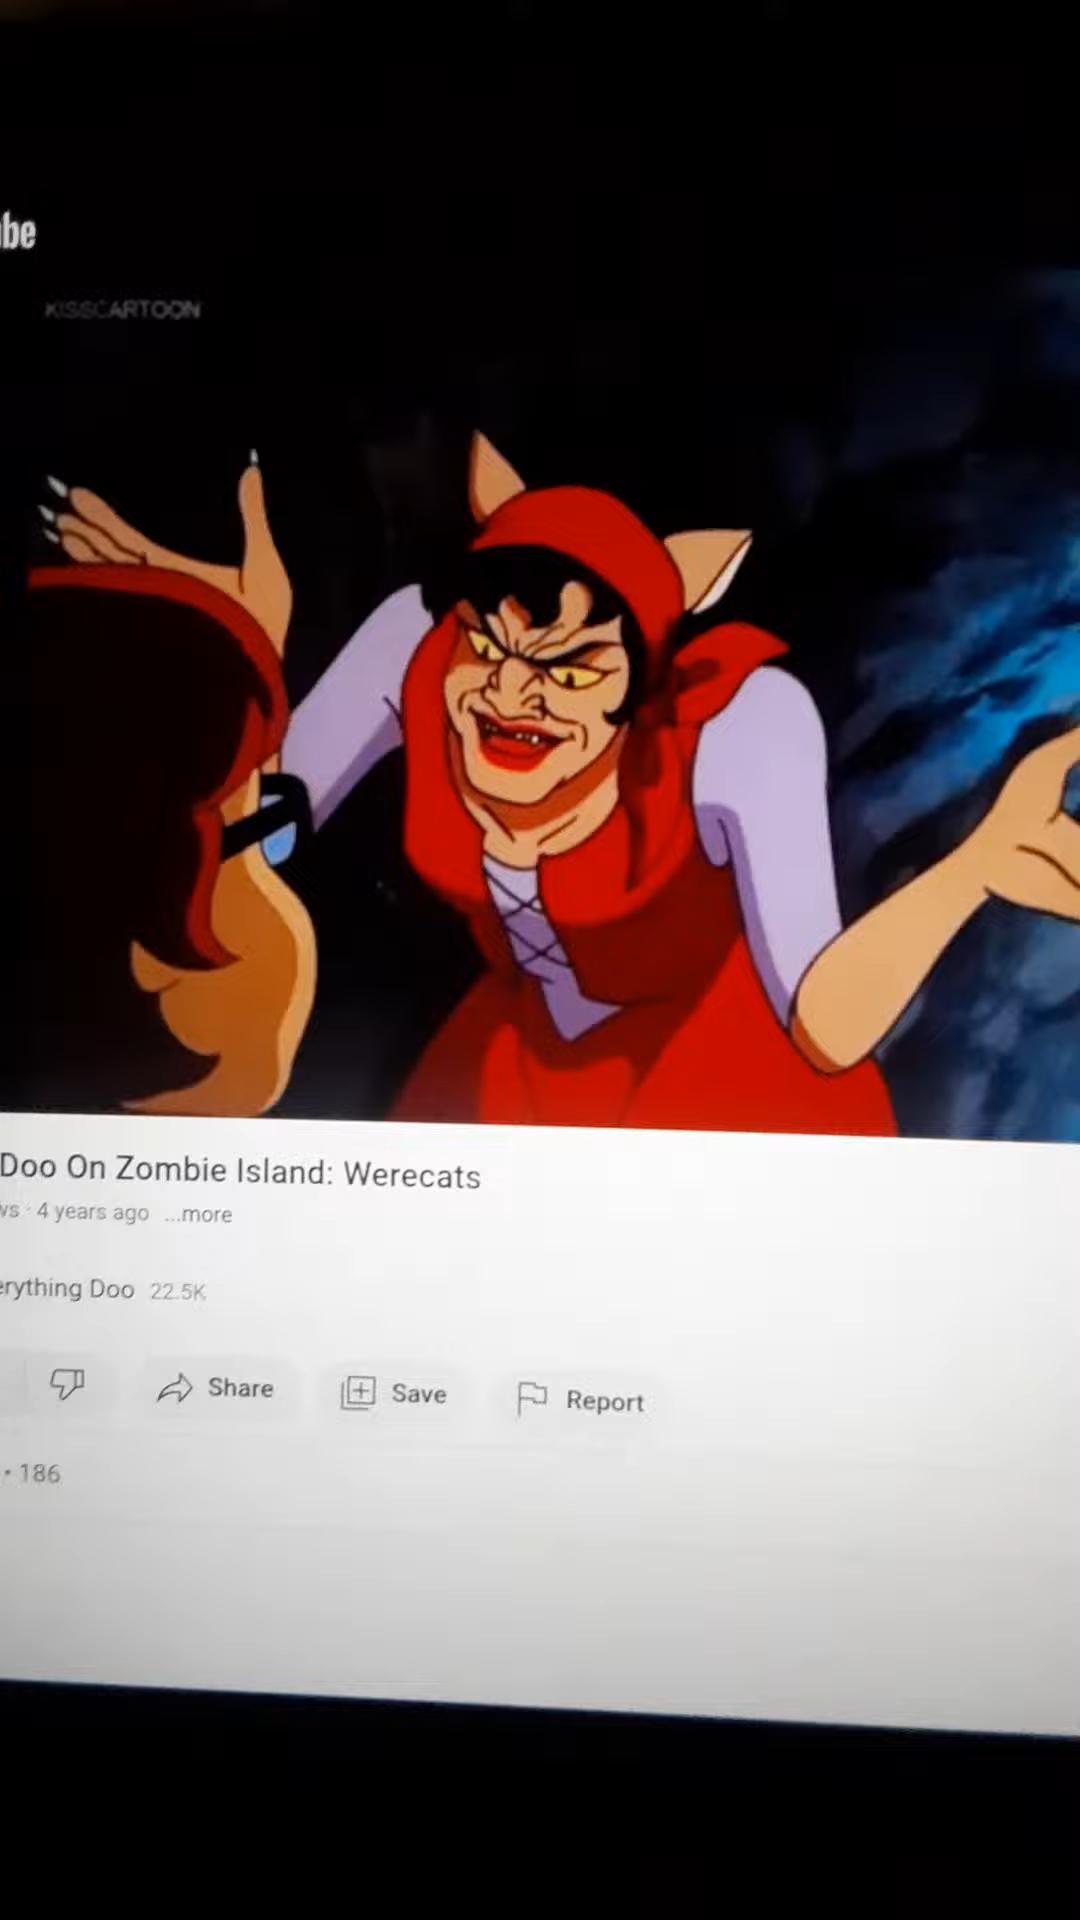 be
KISSCARTOON
Doo On Zombie Island: Werecats
ws · 4 years ago ...more
erything Doo 22.5K
Share
Save
Report
• 186